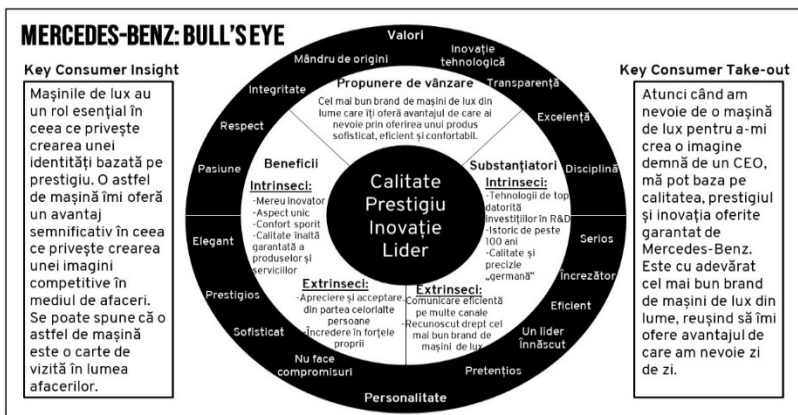 MERCEDES-BENZ: BULL'S EYE
Key Consumer Insight
Mașinile de lux au
un rol esențial în
ceea ce privește
crearea unei
identități bazată pe
prestigiu. O astfel
de mașină îmi oferă
un avantaj
semnificativ în ceea
ce privește crearea
unei imagini
competitive în
mediul de afaceri.
Se poate spune că o
astfel de mașină
este o carte de
vizită în lumea
afacerilor.
Valori
Mândru de origini
Inovație
tehnologică
Integritate
Transparență
Respect
Excelență
Pasiune
Disciplină
Propunere de vânzare
Cel mai bun brand de mașini de lux din
lume care îți oferă avantajul de care ai
nevoie prin oferirea unui produs
sofisticat, eficient și confortabil.
Beneficii
Intrinseci:
-Mereu inovator
-Aspect unic
-Confort sporit
-Calitate înaltă
garantată a
produselor și
serviciilor
Extrinseci:
-Apreciere și acceptare
din partea celorlalte
persoane
-Încredere în forțele
proprii
Calitate
Prestigiu
Inovație
Lider
Substanțiatori
Intrinseci:
-Tehnologii de top
datorită
investițiilor în R&D
-Istoric de peste
100 ani
-Calitate și
precizie
„germană”
Extrinseci:
-Comunicare eficientă
pe multe canale
-Recunoscut drept cel
mai bun brand de
mașini de lux
Elegant
Serios
Prestigios
Încrezător
Sofisticat
Eficient
Nu face
compromisuri
Un lider
înnăscut
Pretențios
Personalitate
Key Consumer Take-out
Atunci când am
nevoie de o mașină
de lux pentru a-mi
crea o imagine
demnă de un CEO,
mă pot baza pe
calitatea, prestigiul
și inovația oferite
garantat de
Mercedes-Benz.
Este cu adevărat
cel mai bun brand
de mașini de lux din
lume, reușind să îmi
ofere avantajul de
care am nevoie zi
de zi.